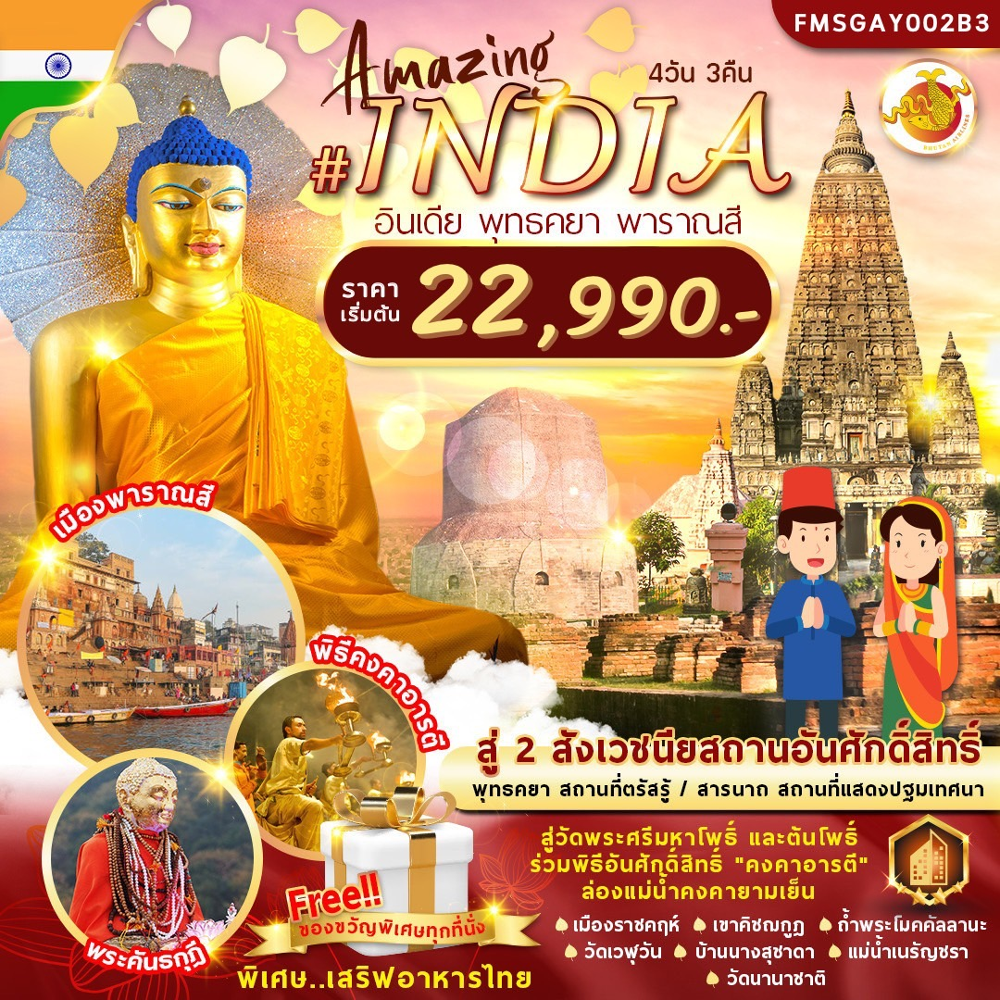 FMSGAY002B3
Amazing
4วัน 3คืน
#INDIA
BHUTAN AIRLINES
อินเดีย พุทธคยา พาราณสี
ราคา
เริ่มต้น
22,990.-
เมืองพาราณสี
พิธีคงคาอารตี
พระคันธกุฎี
สู่ 2 สังเวชนียสถานอันศักดิ์สิทธิ์
พุทธคยา สถานที่ตรัสรู้ / สารนาถ สถานที่แสดงปฐมเทศนา
สู่วัดพระศรีมหาโพธิ์ และต้นโพธิ์
ร่วมพิธีอันศักดิ์สิทธิ์ "คงคาอารตี"
ล่องแม่น้ำคงคายามเย็น
เมืองราชคฤห์ เขาคิชฌกูฏ ถ้ำพระโมคคัลลานะ
วัดเวฬุวัน บ้านนางสุชาดา แม่น้ำเนรัญชรา
วัดนานาชาติ
Free!!
ของขวัญพิเศษทุกที่นั่ง
พิเศษ..เสริฟอาหารไทย